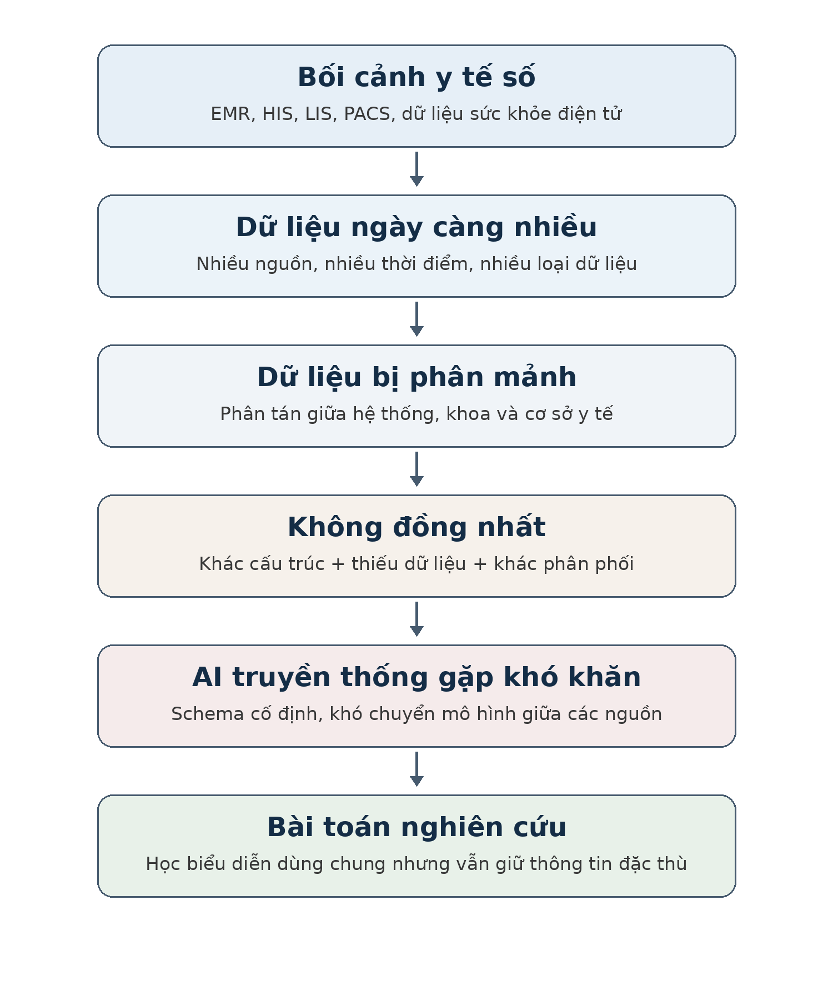 Bối cảnh y tế số
EMR, HIS, LIS, PACS, dữ liệu sức khỏe điện tử
Dữ liệu ngày càng nhiều
Nhiều nguồn, nhiều thời điểm, nhiều loại dữ liệu
Dữ liệu bị phân mảnh
Phân tán giữa hệ thống, khoa và cơ sở y tế
Không đồng nhất
Khác cấu trúc + thiếu dữ liệu + khác phân phối
AI truyền thống gặp khó khăn
Schema cố định, khó chuyển mô hình giữa các nguồn
Bài toán nghiên cứu
Học biểu diễn dùng chung nhưng vẫn giữ thông tin đặc thù